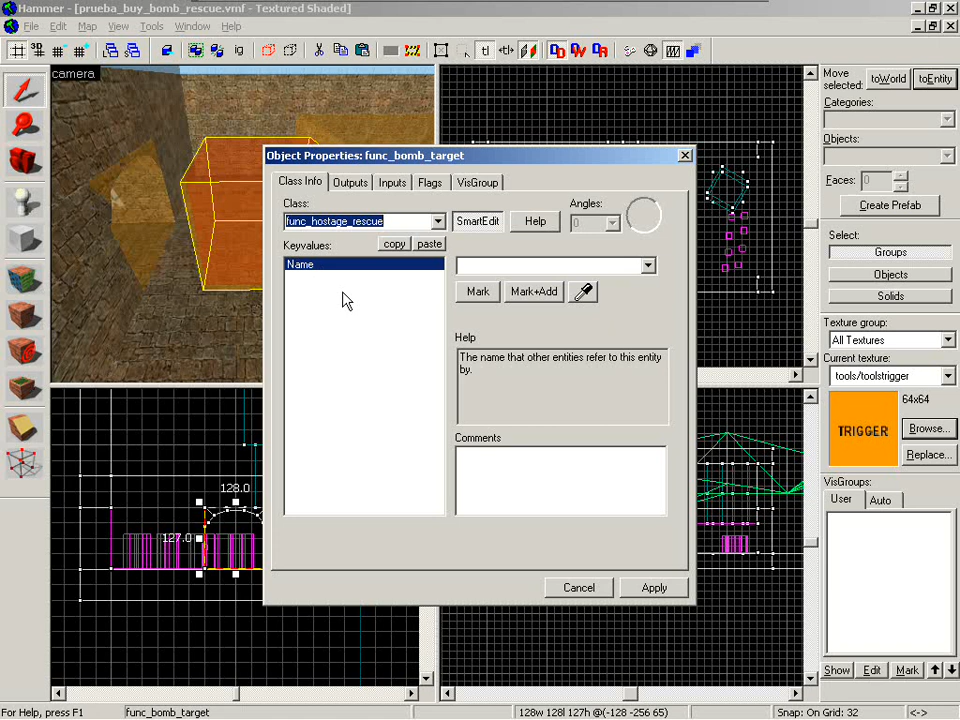 Hammer - [prueba_buy_bomb_rescue.vmf - Textured Shaded]
File Edit Map View Tools Window Help
3D
ig
tl
camera
Object Properties: func_bomb_target
Class Info Outputs Inputs Flags VisGroup
Class:
Angles:
func_hostage_rescue
SmartEdit
Help
0
Keyvalues:
copy
paste
Name
Mark
Mark+Add
Help
The name that other entities refer to this entity
by.
Comments
Cancel
Apply
128.0
127.0
Move
selected:
toWorld
toEntity
Categories:
Objects:
Faces:
0
Create Prefab
Select:
Groups
Objects
Solids
Texture group:
All Textures
Current texture:
tools/toolstrigger
TRIGGER
64x64
Browse...
Replace...
VisGroups:
User
Auto
Show
Edit
Mark
For Help, press F1
func_bomb_target
128w 128l 127h @(-128 -256 65)
Snap: On Grid: 32
<->